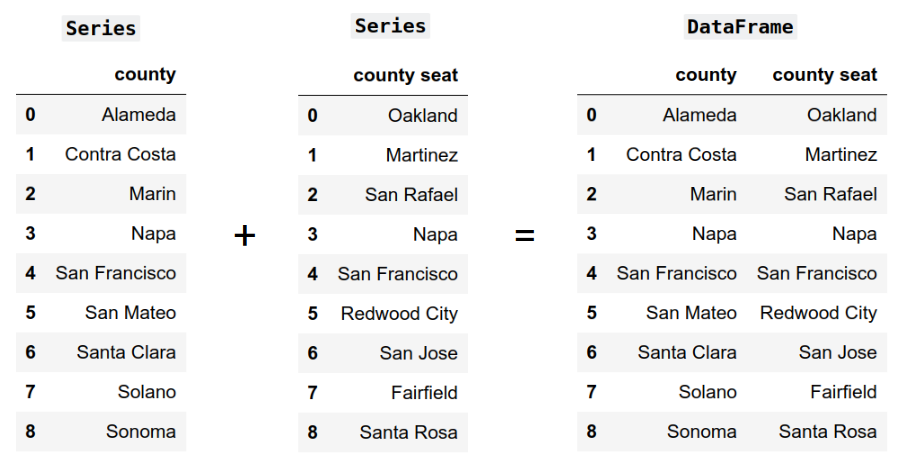 Series Series DataFrame
county county seat county county seat
0 Alameda 0 Oakland 0 Alameda Oakland
1 Contra Costa 1 Martinez 1 Contra Costa Martinez
2 Marin 2 San Rafael 2 Marin San Rafael
3 Napa + 3 Napa = 3 Napa Napa
4 San Francisco 4 San Francisco 4 San Francisco San Francisco
5 San Mateo 5 Redwood City 5 San Mateo Redwood City
6 Santa Clara 6 San Jose 6 Santa Clara San Jose
7 Solano 7 Fairfield 7 Solano Fairfield
8 Sonoma 8 Santa Rosa 8 Sonoma Santa Rosa